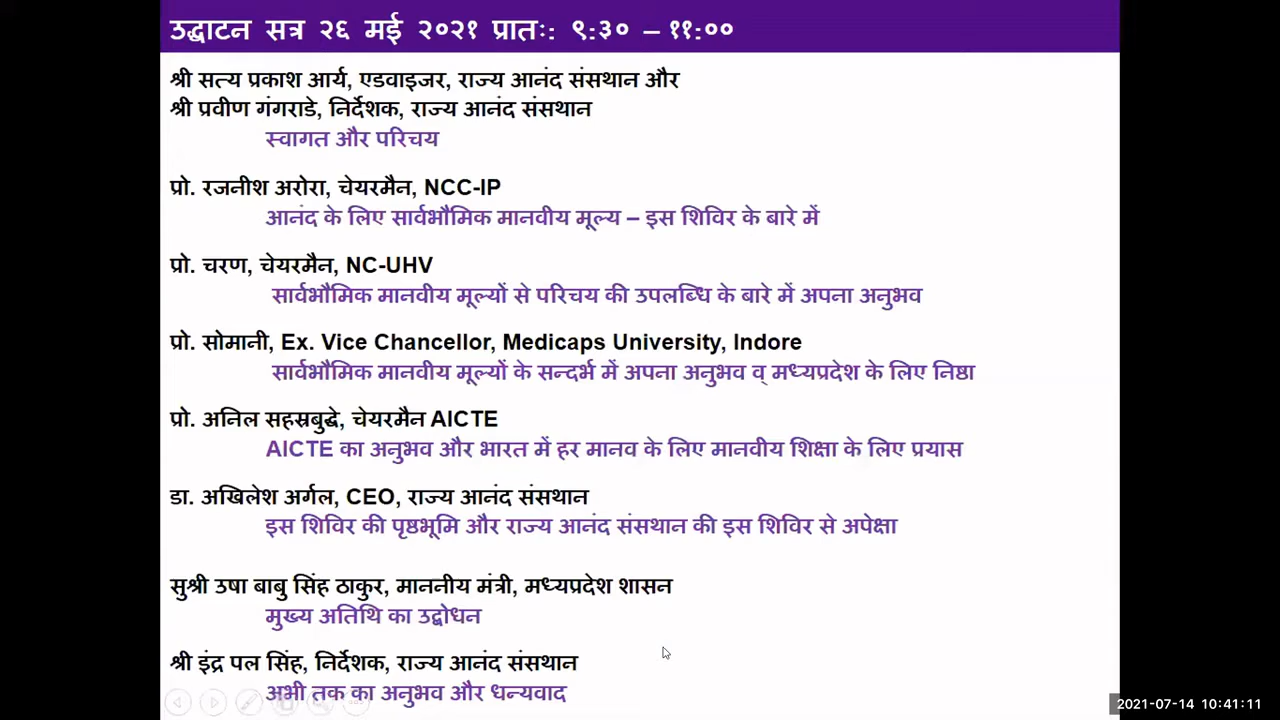 उद्घाटन सत्र २६ मई २०२१ प्रातः: ९:३० – ११:००
श्री सत्य प्रकाश आर्य, एडवाइजर, राज्य आनंद संसथान और
श्री प्रवीण गंगराडे, निर्देशक, राज्य आनंद संसथान
स्वागत और परिचय
प्रो. रजनीश अरोरा, चेयरमैन, NCC-IP
आनंद के लिए सार्वभौमिक मानवीय मूल्य – इस शिविर के बारे में
प्रो. चरण, चेयरमैन, NC-UHV
सार्वभौमिक मानवीय मूल्यों से परिचय की उपलब्धि के बारे में अपना अनुभव
प्रो. सोमानी, Ex. Vice Chancellor, Medicaps University, Indore
सार्वभौमिक मानवीय मूल्यों के सन्दर्भ में अपना अनुभव व् मध्यप्रदेश के लिए निष्ठा
प्रो. अनिल सहस्रबुद्धे, चेयरमैन AICTE
AICTE का अनुभव और भारत में हर मानव के लिए मानवीय शिक्षा के लिए प्रयास
डा. अखिलेश अर्गल, CEO, राज्य आनंद संसथान
इस शिविर की पृष्ठभूमि और राज्य आनंद संसथान की इस शिविर से अपेक्षा
सुश्री उषा बाबु सिंह ठाकुर, माननीय मंत्री, मध्यप्रदेश शासन
मुख्य अतिथि का उद्बोधन
श्री इंद्र पल सिंह, निर्देशक, राज्य आनंद संसथान
अभी तक का अनुभव और धन्यवाद
2021-07-14 10:41:11